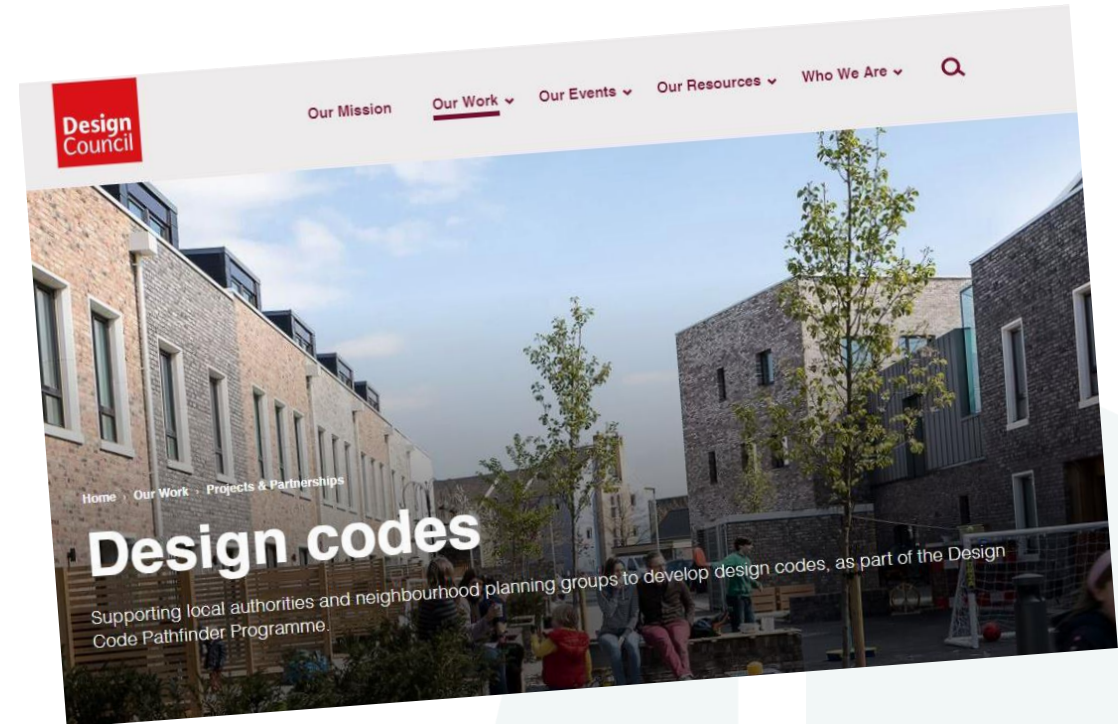 Design
Council
Our Mission
Our Work
Our Events
Our Resources
Who We Are
Home › Our Work › Projects & Partnerships
Design codes
Supporting local authorities and neighbourhood planning groups to develop design codes, as part of the Design
Code Pathfinder Programme.